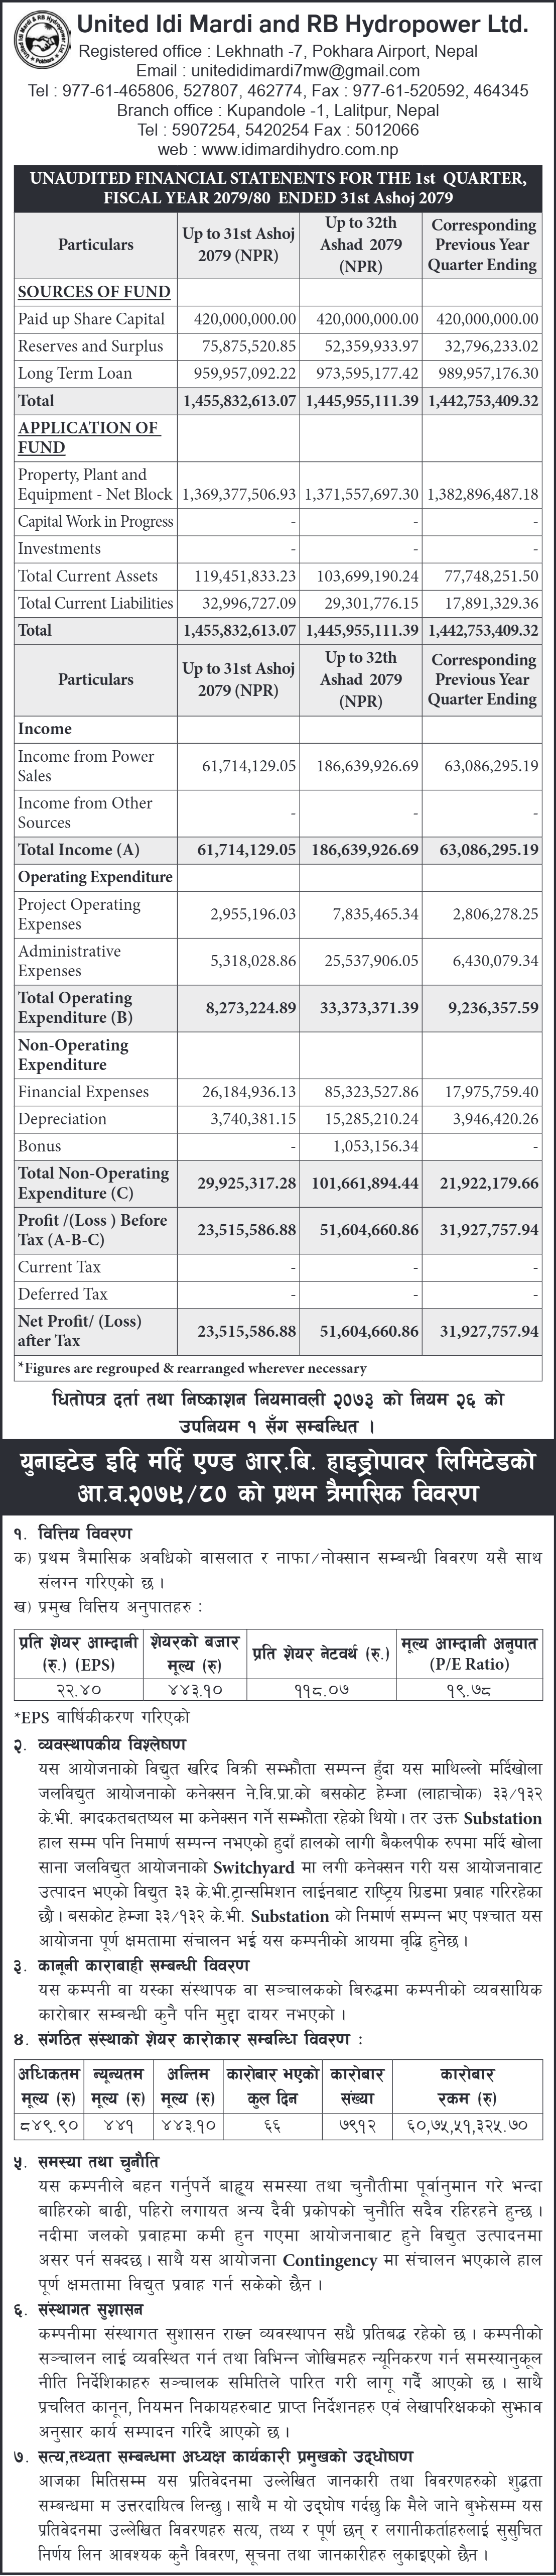 United Idi Mardi and RB Hydropower Ltd.
Registered office : Lekhnath -7, Pokhara Airport, Nepal
Email : unitedidimardi7mw@gmail.com
Tel : 977-61-465806, 527807, 462774, Fax : 977-61-520592, 464345
Branch office : Kupandole -1, Lalitpur, Nepal
Tel : 5907254, 5420254 Fax : 5012066
web : www.idimardihydro.com.np
UNAUDITED FINANCIAL STATENENTS FOR THE 1st QUARTER,
FISCAL YEAR 2079/80 ENDED 31st Ashoj 2079
Particulars | Up to 31st Ashoj 2079 (NPR) | Up to 32th Ashad 2079 (NPR) | Corresponding Previous Year Quarter Ending
SOURCES OF FUND
Paid up Share Capital 420,000,000.00 420,000,000.00 420,000,000.00
Reserves and Surplus 75,875,520.85 52,359,933.97 32,796,233.02
Long Term Loan 959,957,092.22 973,595,177.42 989,957,176.30
Total 1,455,832,613.07 1,445,955,111.39 1,442,753,409.32
APPLICATION OF
FUND
Property, Plant and
Equipment - Net Block 1,369,377,506.93 1,371,557,697.30 1,382,896,487.18
Capital Work in Progress - - -
Investments - - -
Total Current Assets 119,451,833.23 103,699,190.24 77,748,251.50
Total Current Liabilities 32,996,727.09 29,301,776.15 17,891,329.36
Total 1,455,832,613.07 1,445,955,111.39 1,442,753,409.32
Particulars | Up to 31st Ashoj 2079 (NPR) | Up to 32th Ashad 2079 (NPR) | Corresponding Previous Year Quarter Ending
Income
Income from Power
Sales 61,714,129.05 186,639,926.69 63,086,295.19
Income from Other
Sources - - -
Total Income (A) 61,714,129.05 186,639,926.69 63,086,295.19
Operating Expenditure
Project Operating
Expenses 2,955,196.03 7,835,465.34 2,806,278.25
Administrative
Expenses 5,318,028.86 25,537,906.05 6,430,079.34
Total Operating
Expenditure (B) 8,273,224.89 33,373,371.39 9,236,357.59
Non-Operating
Expenditure
Financial Expenses 26,184,936.13 85,323,527.86 17,975,759.40
Depreciation 3,740,381.15 15,285,210.24 3,946,420.26
Bonus - 1,053,156.34 -
Total Non-Operating
Expenditure (C) 29,925,317.28 101,661,894.44 21,922,179.66
Profit /(Loss ) Before
Tax (A-B-C) 23,515,586.88 51,604,660.86 31,927,757.94
Current Tax - - -
Deferred Tax - - -
Net Profit/ (Loss)
after Tax 23,515,586.88 51,604,660.86 31,927,757.94
*Figures are regrouped & rearranged wherever necessary
धितोपत्र दर्ता तथा निष्काशन नियमावली २०७३ को नियम २६ को
उपनियम १ सँग सम्बन्धित ।
युनाइटेड इदि मर्दि एण्ड आर.बि. हाइड्रोपावर लिमिटेडको
आ.व.२०७९/८० को प्रथम त्रैमासिक विवरण
१. वित्तिय विवरण
क) प्रथम त्रैमासिक अवधिको वासलात र नाफा/नोक्सान सम्बन्धी विवरण यसै साथ
संलग्न गरिएको छ ।
ख) प्रमुख वित्तिय अनुपातहरु :
प्रति शेयर आम्दानी (रु.) (EPS) | शेयरको बजार मूल्य (रु) | प्रति शेयर नेटवर्थ (रु.) | मूल्य आम्दानी अनुपात (P/E Ratio)
२२.४० ४४३.१० ११८.०७ १९.७८
*EPS वार्षिकीकरण गरिएको
२. व्यवस्थापकीय विश्लेषण
यस आयोजनाको विद्युत खरिद विक्री सम्झौता सम्पन्न हुँदा यस माथिल्लो मर्दिखोला
जलविद्युत आयोजनाको कनेक्सन ने.वि.प्रा.को बसकोट हेम्जा (लाहाचोक) ३३/१३२
के.भी. क्गदकतबतष्यल मा कनेक्सन गर्ने सम्झौता रहेको थियो । तर उक्त Substation
हाल सम्म पनि निमार्ण सम्पन्न नभएको हुदाँ हालको लागी बैकलपीक रुपमा मर्दि खोला
साना जलविद्युत आयोजनाको Switchyard मा लगी कनेक्सन गरी यस आयोजनावाट
उत्पादन भएको विद्युत ३३ के.भी.ट्रान्समिशन लाईनबाट राष्ट्रिय ग्रिडमा प्रवाह गरिरहेका
छौ । बसकोट हेम्जा ३३/१३२ के.भी. Substation को निमार्ण सम्पन्न भए पश्चात यस
आयोजना पूर्ण क्षमतामा संचालन भई यस कम्पनीको आयमा वृद्धि हुनेछ ।
३. कानूनी काराबाही सम्बन्धी विवरण
यस कम्पनी वा यस्का संस्थापक वा सञ्चालकको बिरुद्धमा कम्पनीको व्यवसायिक
कारोबार सम्बन्धी कुनै पनि मुद्दा दायर नभएको ।
४. संगठित संस्थाको शेयर कारोकार सम्बन्धि विवरण :
अधिकतम मूल्य (रु) | न्यून्यतम मूल्य (रु) | अन्तिम मूल्य (रु) | कारोबार भएको कुल दिन | कारोबार संख्या | कारोबार रकम (रु)
८४९.९० ४४१ ४४३.१० ६६ ७९१२ ६०,७५,५१,३२५.७०
५. समस्या तथा चुनौति
यस कम्पनीले बहन गर्नुपर्ने बाह्य समस्या तथा चुनौतीमा पूर्वानुमान गरे भन्दा
बाहिरको बाढी, पहिरो लगायत अन्य दैवी प्रकोपको चुनौति सदैव रहिरहने हुन्छ ।
नदीमा जलको प्रवाहमा कमी हुन गएमा आयोजनाबाट हुने विद्युत उत्पादनमा
असर पर्न सक्दछ । साथै यस आयोजना Contingency मा संचालन भएकाले हाल
पूर्ण क्षमतामा विद्युत प्रवाह गर्न सकेको छैन ।
६. संस्थागत सुशासन
कम्पनीमा संस्थागत सुशासन राख्न व्यवस्थापन सधै प्रतिबद्ध रहेको छ । कम्पनीको
सञ्चालन लाई व्यवस्थित गर्न तथा विभिन्न जोखिमहरु न्यूनिकरण गर्न समस्यानुकूल
नीति निर्देशिकाहरु सञ्चालक समितिले पारित गरी लागू गर्दै आएको छ । साथै
प्रचलित कानून, नियमन निकायहरुबाट प्राप्त निर्देशनहरु एवं लेखापरिक्षकको सुझाव
अनुसार कार्य सम्पादन गरिदै आएको छ ।
७. सत्य,तथ्यता सम्बन्धमा अध्यक्ष कार्यकारी प्रमुखको उद्घोषण
आजका मितिसम्म यस प्रतिवेदनमा उल्लेखित जानकारी तथा विवरणहरुको शुद्धता
सम्बन्धमा म उत्तरदायित्व लिन्छु । साथै म यो उद्घोष गर्दछु कि मैले जाने बुझेसम्म यस
प्रतिवेदनमा उल्लेखित विवरणहरु सत्य, तथ्य र पूर्ण छन् र लगानीकर्ताहरुलाई सुसुचित
निर्णय लिन आवश्यक कुनै विवरण, सूचना तथा जानकारीहरु लुकाइएको छैन ।